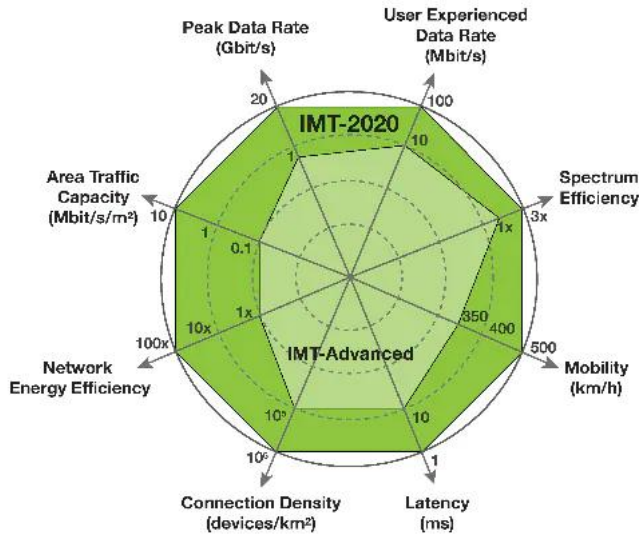 Peak Data Rate
(Gbit/s)
User Experienced
Data Rate
(Mbit/s)
20
100
IMT-2020
1
10
Area Traffic
Capacity
(Mbit/s/m²)
Spectrum
Efficiency
10
1
0.1
1x
3x
1x
10x
100x
350
400
500
Network
Energy Efficiency
IMT-Advanced
Mobility
(km/h)
10⁵
10
10⁶
1
Connection Density
(devices/km²)
Latency
(ms)